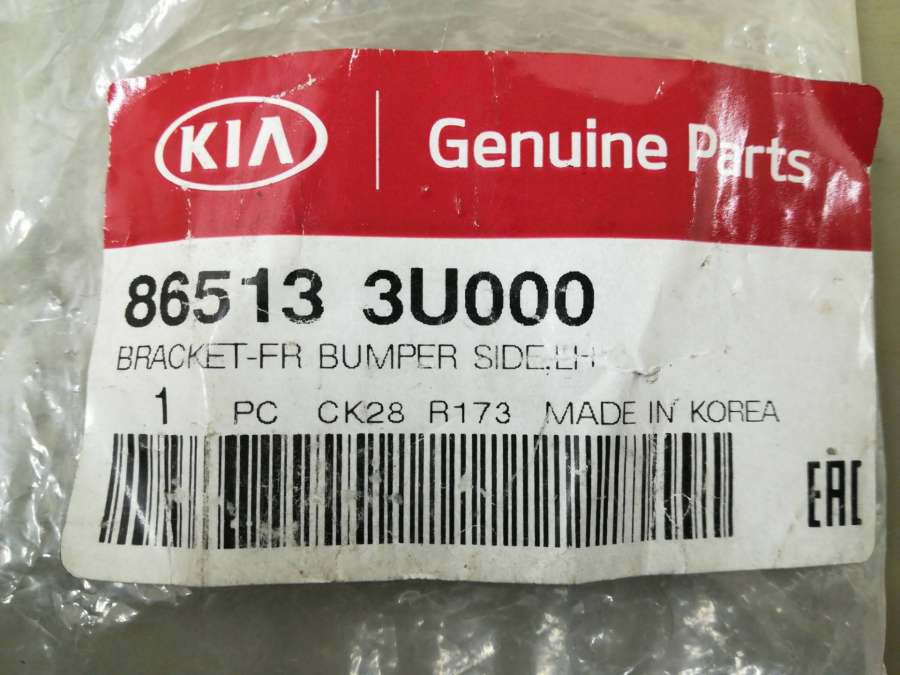 KIA Genuine Parts
86513 3U000
BRACKET-FR BUMPER SIDE,LH
1 PC CK28 R173 MADE IN KOREA
EAC